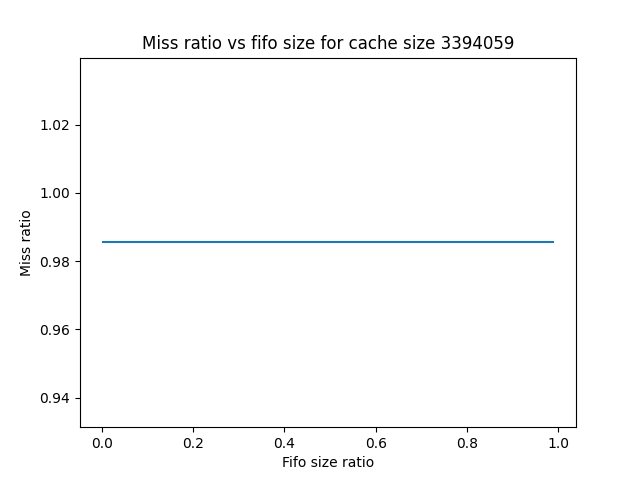 Miss ratio vs fifo size for cache size 3394059
1.02
1.00
0.98
0.96
0.94
Miss ratio
0.0 0.2 0.4 0.6 0.8 1.0
Fifo size ratio